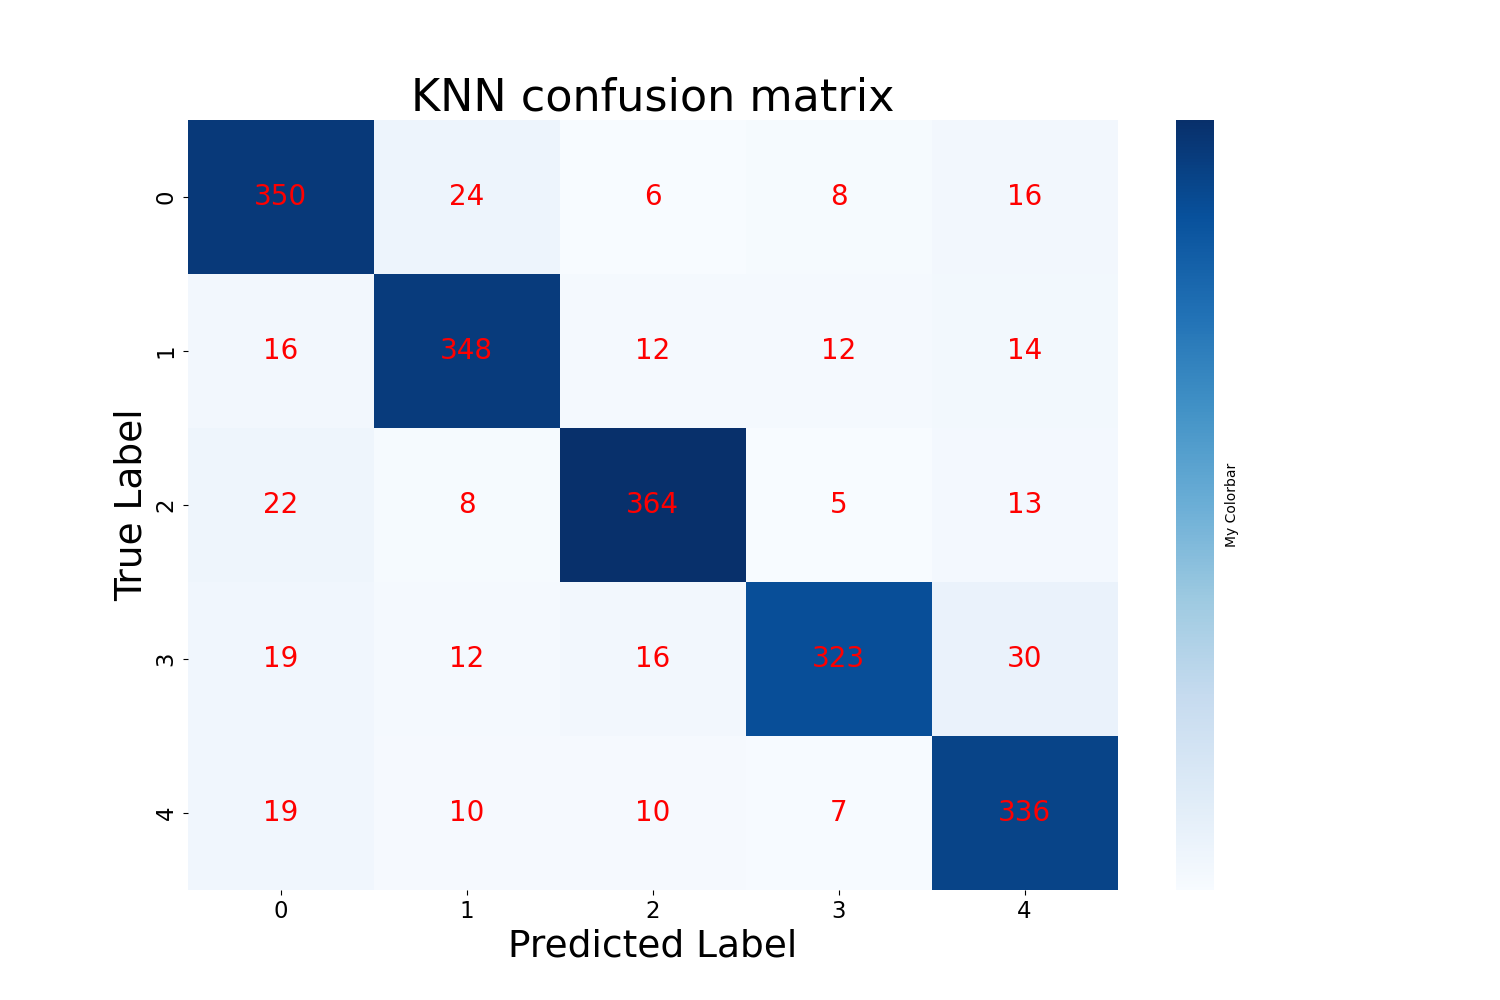 KNN confusion matrix
0 350 24 6 8 16
1 16 348 12 12 14
2 22 8 364 5 13
3 19 12 16 323 30
4 19 10 10 7 336
0 1 2 3 4
Predicted Label
True Label
My Colorbar